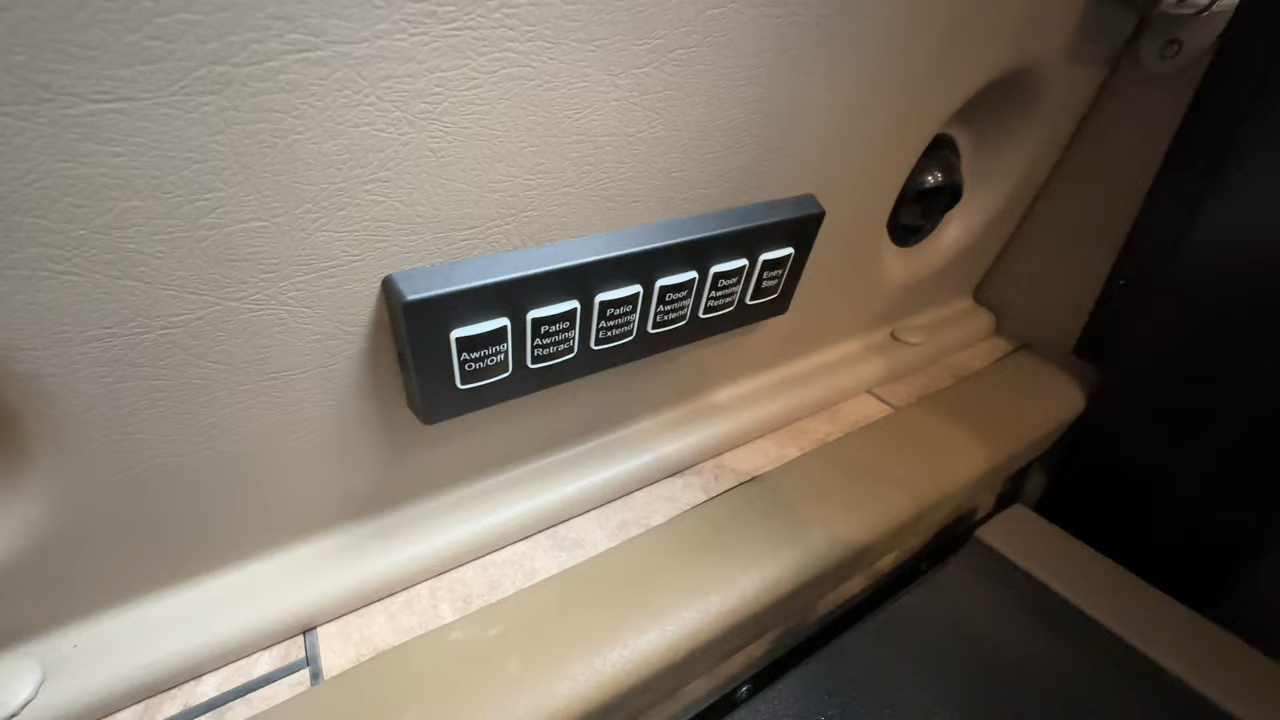 Awning
On/Off
Patio
Awning
Retract
Patio
Awning
Extend
Door
Awning
Extend
Door
Awning
Retract
Entry
Step